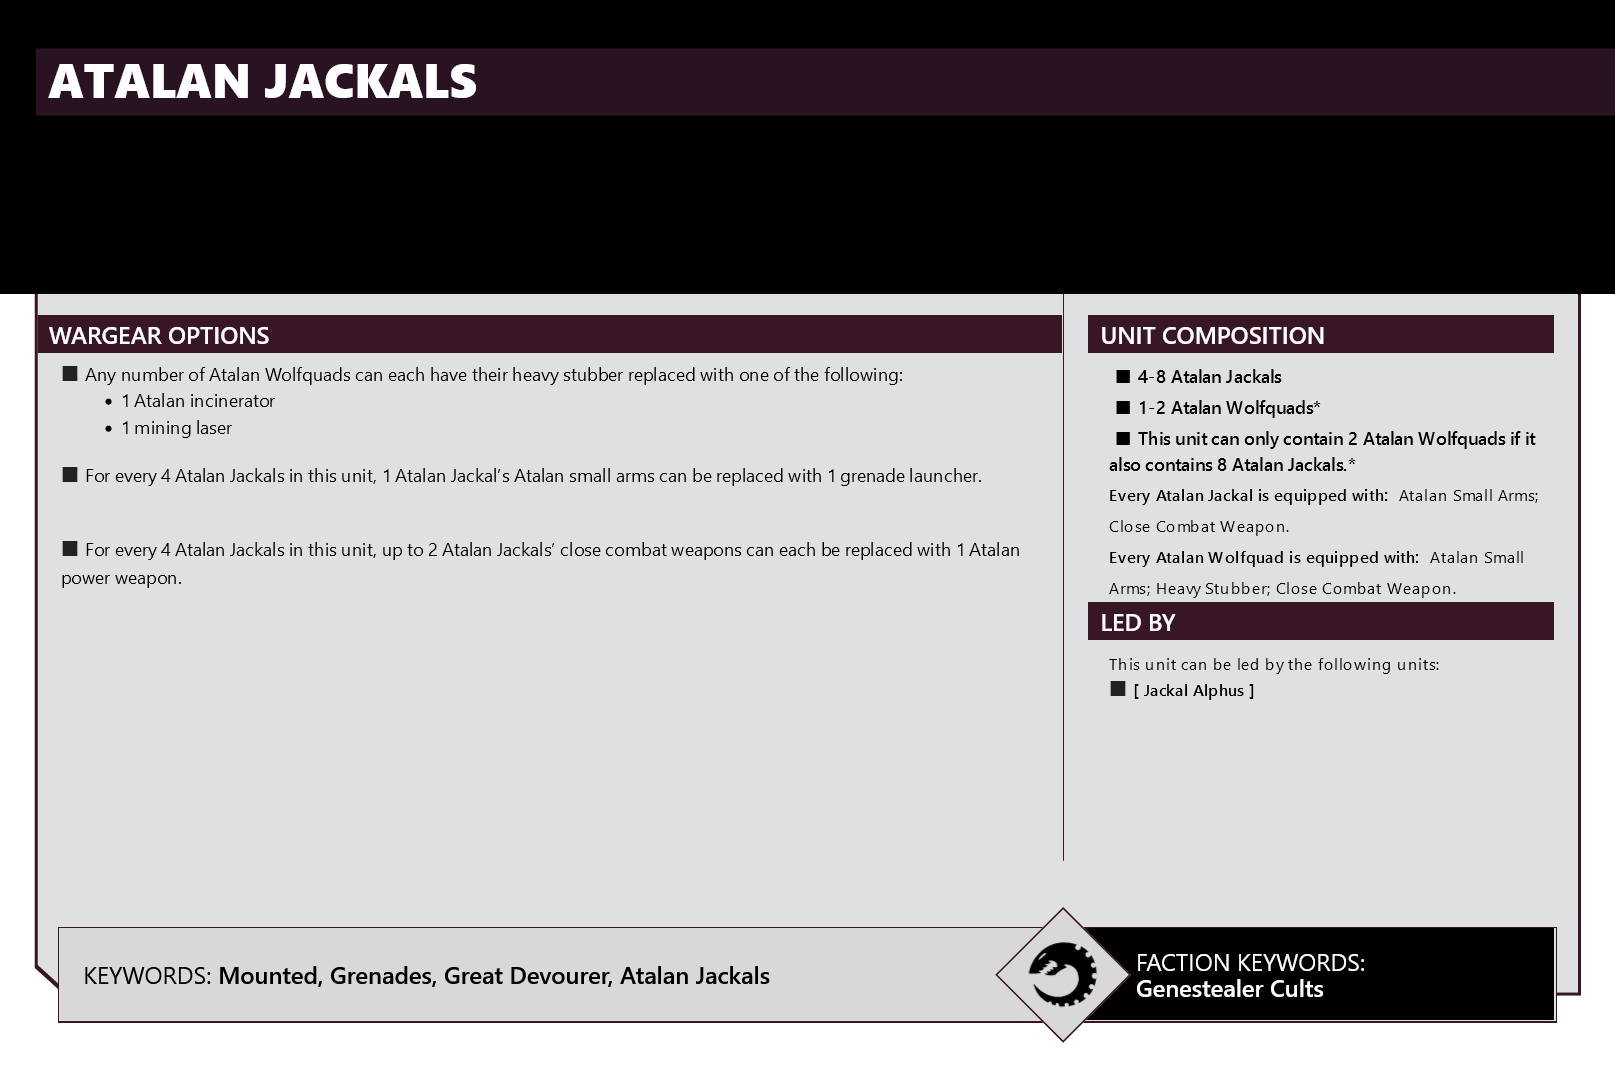 ATALAN JACKALS
WARGEAR OPTIONS
■ Any number of Atalan Wolfquads can each have their heavy stubber replaced with one of the following:
• 1 Atalan incinerator
• 1 mining laser
■ For every 4 Atalan Jackals in this unit, 1 Atalan Jackal’s Atalan small arms can be replaced with 1 grenade launcher.
■ For every 4 Atalan Jackals in this unit, up to 2 Atalan Jackals’ close combat weapons can each be replaced with 1 Atalan
power weapon.
UNIT COMPOSITION
■ 4-8 Atalan Jackals
■ 1-2 Atalan Wolfquads*
■ This unit can only contain 2 Atalan Wolfquads if it
also contains 8 Atalan Jackals.*
Every Atalan Jackal is equipped with: Atalan Small Arms;
Close Combat Weapon.
Every Atalan Wolfquad is equipped with: Atalan Small
Arms; Heavy Stubber; Close Combat Weapon.
LED BY
This unit can be led by the following units:
■ [ Jackal Alphus ]
KEYWORDS: Mounted, Grenades, Great Devourer, Atalan Jackals
FACTION KEYWORDS:
Genestealer Cults